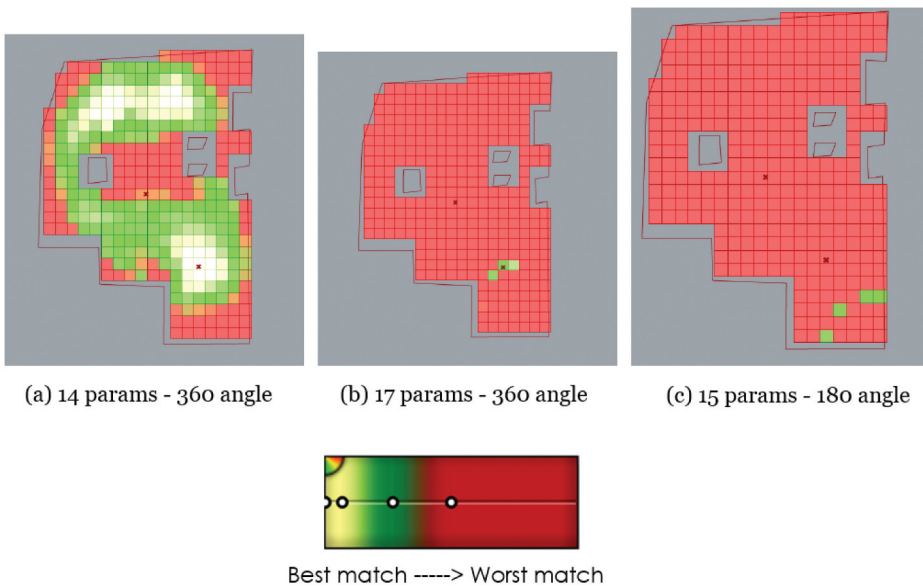 (a) 14 params - 360 angle
(b) 17 params - 360 angle
(c) 15 params - 180 angle
Best match -----> Worst match